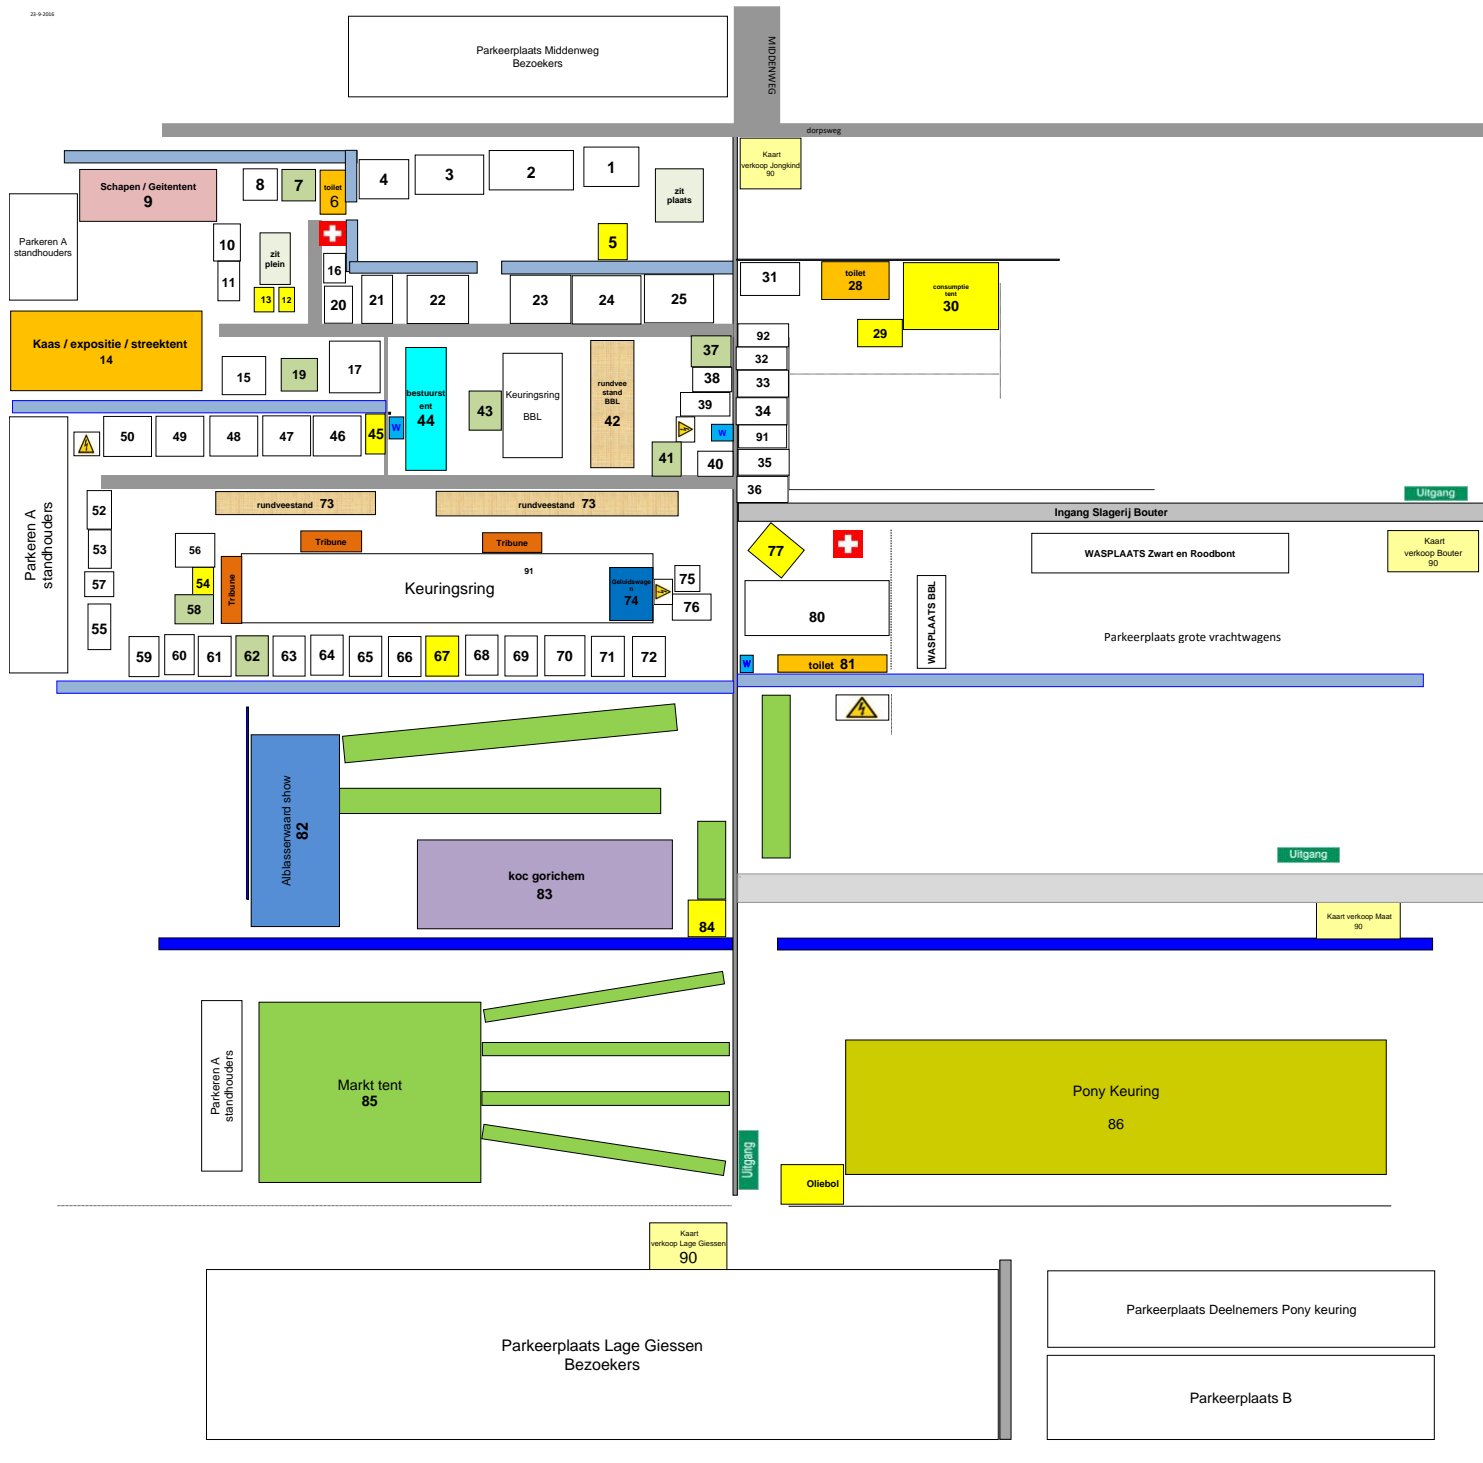 23-9-2016
Parkeerplaats Middenweg
Bezoekers
MIDDENWEG
dorpsweg
Kaart
verkoop Jongkind
90
Schapen / Geitentent
9
8
7
toilet
6
4
3
2
1
zit
plaats
5
Parkeren A
standhouders
10
11
zit
plein
13
12
16
20
21
22
23
24
25
31
toilet
28
consumptie
tent
30
29
Kaas / expositie / streektent
14
15
19
17
bestuurst
ent
44
43
Keuringsring
BBL
rundvee
stand
BBL
42
37
38
39
W
41
40
92
32
33
34
91
35
36
50
49
48
47
46
45
W
Parkeren A
standhouders
52
53
57
55
rundveestand 73
rundveestand 73
Tribune
Tribune
56
54
58
Tribune
91
Keuringsring
Geluidswage
n
74
75
76
59
60
61
62
63
64
65
66
67
68
69
70
71
72
Uitgang
Ingang Slagerij Bouter
77
WASPLAATS Zwart en Roodbont
Kaart
verkoop Bouter
90
80
WASPLAATS BBL
Parkeerplaats grote vrachtwagens
W
toilet 81
Alblasserwaard show
82
koc gorichem
83
84
Uitgang
Kaart verkoop Maat
90
Parkeren A
standhouders
Markt tent
85
Pony Keuring
86
Uitgang
Oliebol
Kaart
verkoop Lage Giessen
90
Parkeerplaats Lage Giessen
Bezoekers
Parkeerplaats Deelnemers Pony keuring
Parkeerplaats B